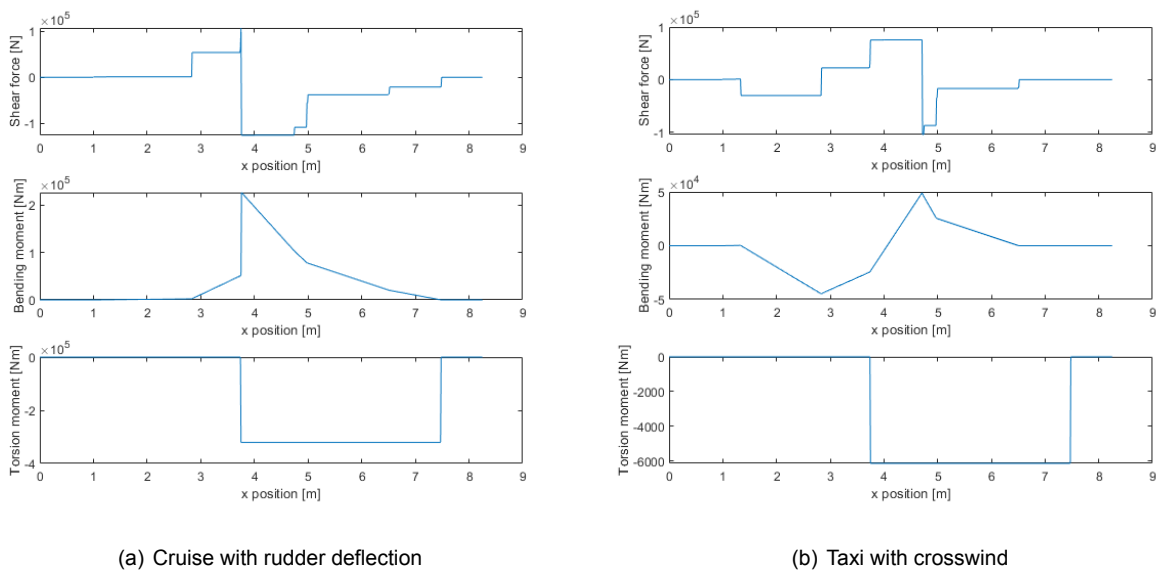 ×10^5
Shear force [N]
1
0
-1
0 1 2 3 4 5 6 7 8 9
x position [m]
×10^5
Bending moment [Nm]
2
1
0
0 1 2 3 4 5 6 7 8 9
x position [m]
×10^5
Torsion moment [Nm]
0
-2
-4
0 1 2 3 4 5 6 7 8 9
x position [m]
(a) Cruise with rudder deflection
×10^5
Shear force [N]
1
0
-1
0 1 2 3 4 5 6 7 8 9
x position [m]
×10^4
Bending moment [Nm]
5
0
-5
0 1 2 3 4 5 6 7 8 9
x position [m]
Torsion moment [Nm]
0
-2000
-4000
-6000
0 1 2 3 4 5 6 7 8 9
x position [m]
(b) Taxi with crosswind